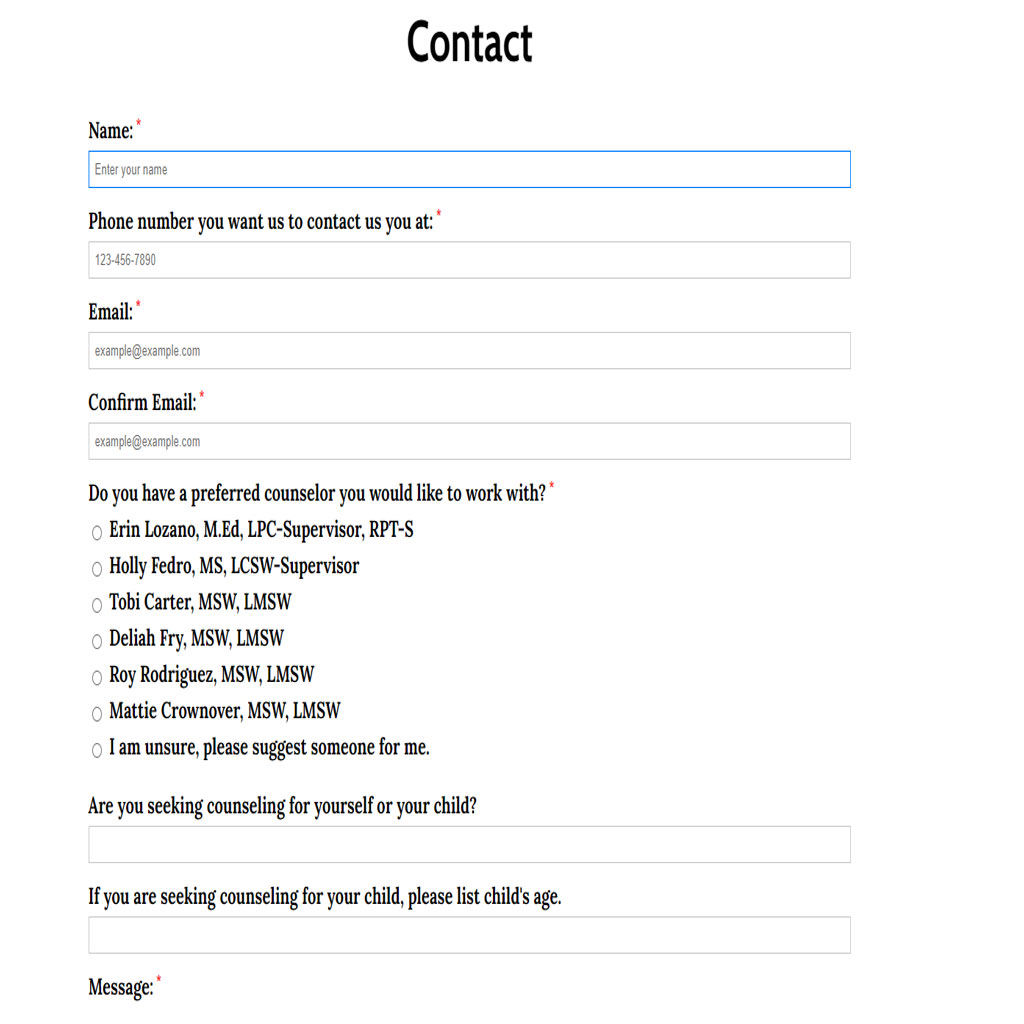 Contact
Name: *
Enter your name
Phone number you want us to contact us you at: *
123-456-7890
Email: *
example@example.com
Confirm Email: *
example@example.com
Do you have a preferred counselor you would like to work with? *
Erin Lozano, M.Ed, LPC-Supervisor, RPT-S
Holly Fedro, MS, LCSW-Supervisor
Tobi Carter, MSW, LMSW
Deliah Fry, MSW, LMSW
Roy Rodriguez, MSW, LMSW
Mattie Crownover, MSW, LMSW
I am unsure, please suggest someone for me.
Are you seeking counseling for yourself or your child?
If you are seeking counseling for your child, please list child's age.
Message: *